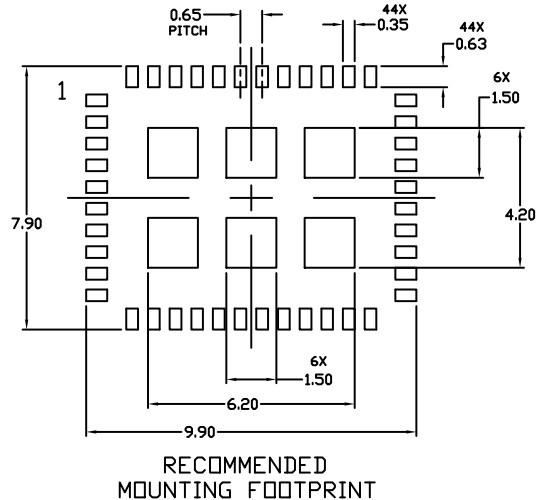 0.65
PITCH
44X
0.35
44X
0.63
1
6X
1.50
7.90
4.20
6X
1.50
6.20
9.90
RECOMMENDED
MOUNTING FOOTPRINT